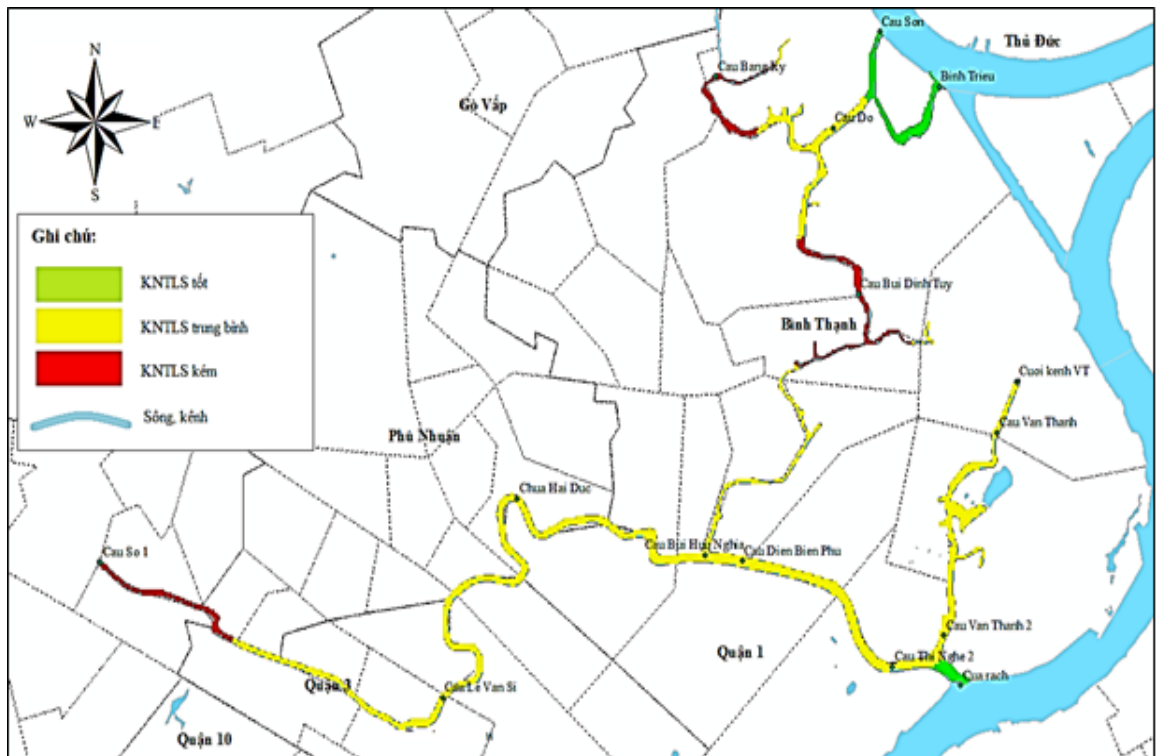 Cau Son
Thủ Đức
N
Cau Bang Ky
Binh Trieu
Gò Vấp
W
E
Cau Do
S
Ghi chú:
KNTLS tốt
KNTLS trung bình
KNTLS kém
Sông, kênh
Cau Bui Dinh Tuy
Bình Thạnh
Cuoi kenh VT
Cau Van Thanh
Phú Nhuận
Chua Hai Duc
Cau So 1
Cau Bui Huu Nghia
Cau Dien Bien Phu
Cau Van Thanh 2
Quận 1
Cau Thi Nghe 2
Cua rach
Quận 3
Cau Le Van Si
Quận 10